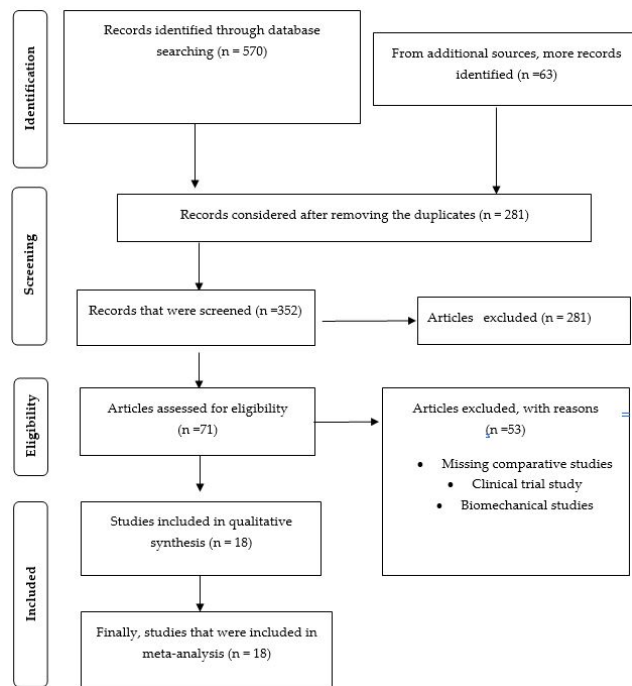 Identification
Records identified through database
searching (n = 570)
From additional sources, more records
identified (n =63)
Screening
Records considered after removing the duplicates (n = 281)
Records that were screened (n =352)
Articles excluded (n = 281)
Eligibility
Articles assessed for eligibility
(n =71)
Articles excluded, with reasons
(n =53)
• Missing comparative studies
• Clinical trial study
• Biomechanical studies
Included
Studies included in qualitative
synthesis (n = 18)
Finally, studies that were included in
meta-analysis (n = 18)